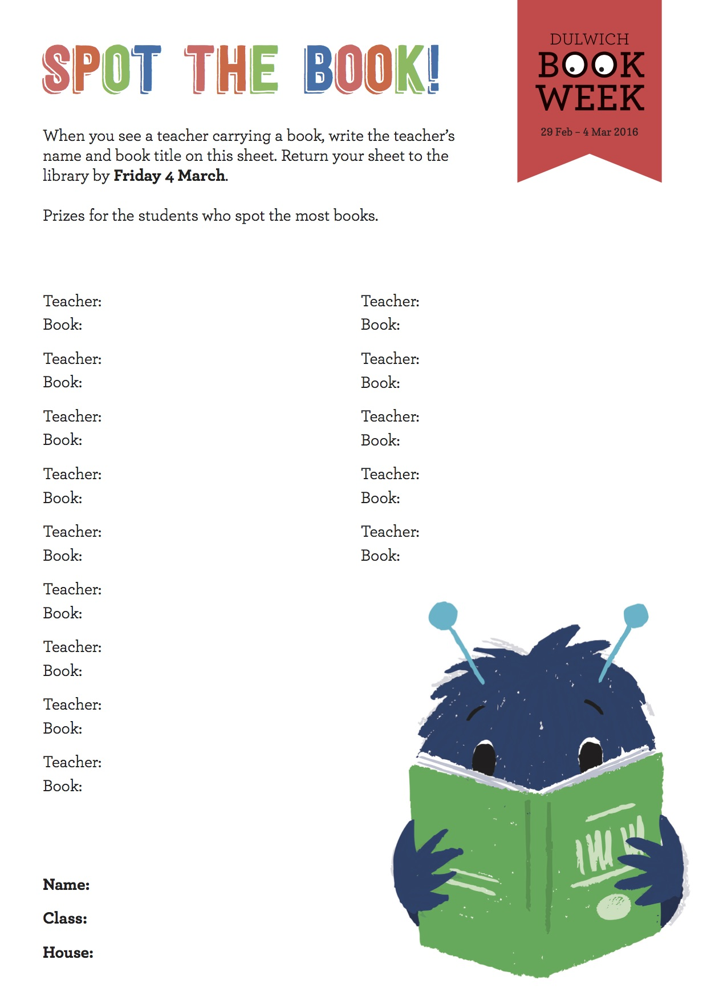 SPOT THE BOOK!
DULWICH
BOOK
WEEK
29 Feb – 4 Mar 2016
When you see a teacher carrying a book, write the teacher’s
name and book title on this sheet. Return your sheet to the
library by Friday 4 March.
Prizes for the students who spot the most books.
Teacher:
Book:
Teacher:
Book:
Teacher:
Book:
Teacher:
Book:
Teacher:
Book:
Teacher:
Book:
Teacher:
Book:
Teacher:
Book:
Teacher:
Book:
Teacher:
Book:
Teacher:
Book:
Teacher:
Book:
Teacher:
Book:
Teacher:
Book:
Name:
Class:
House: